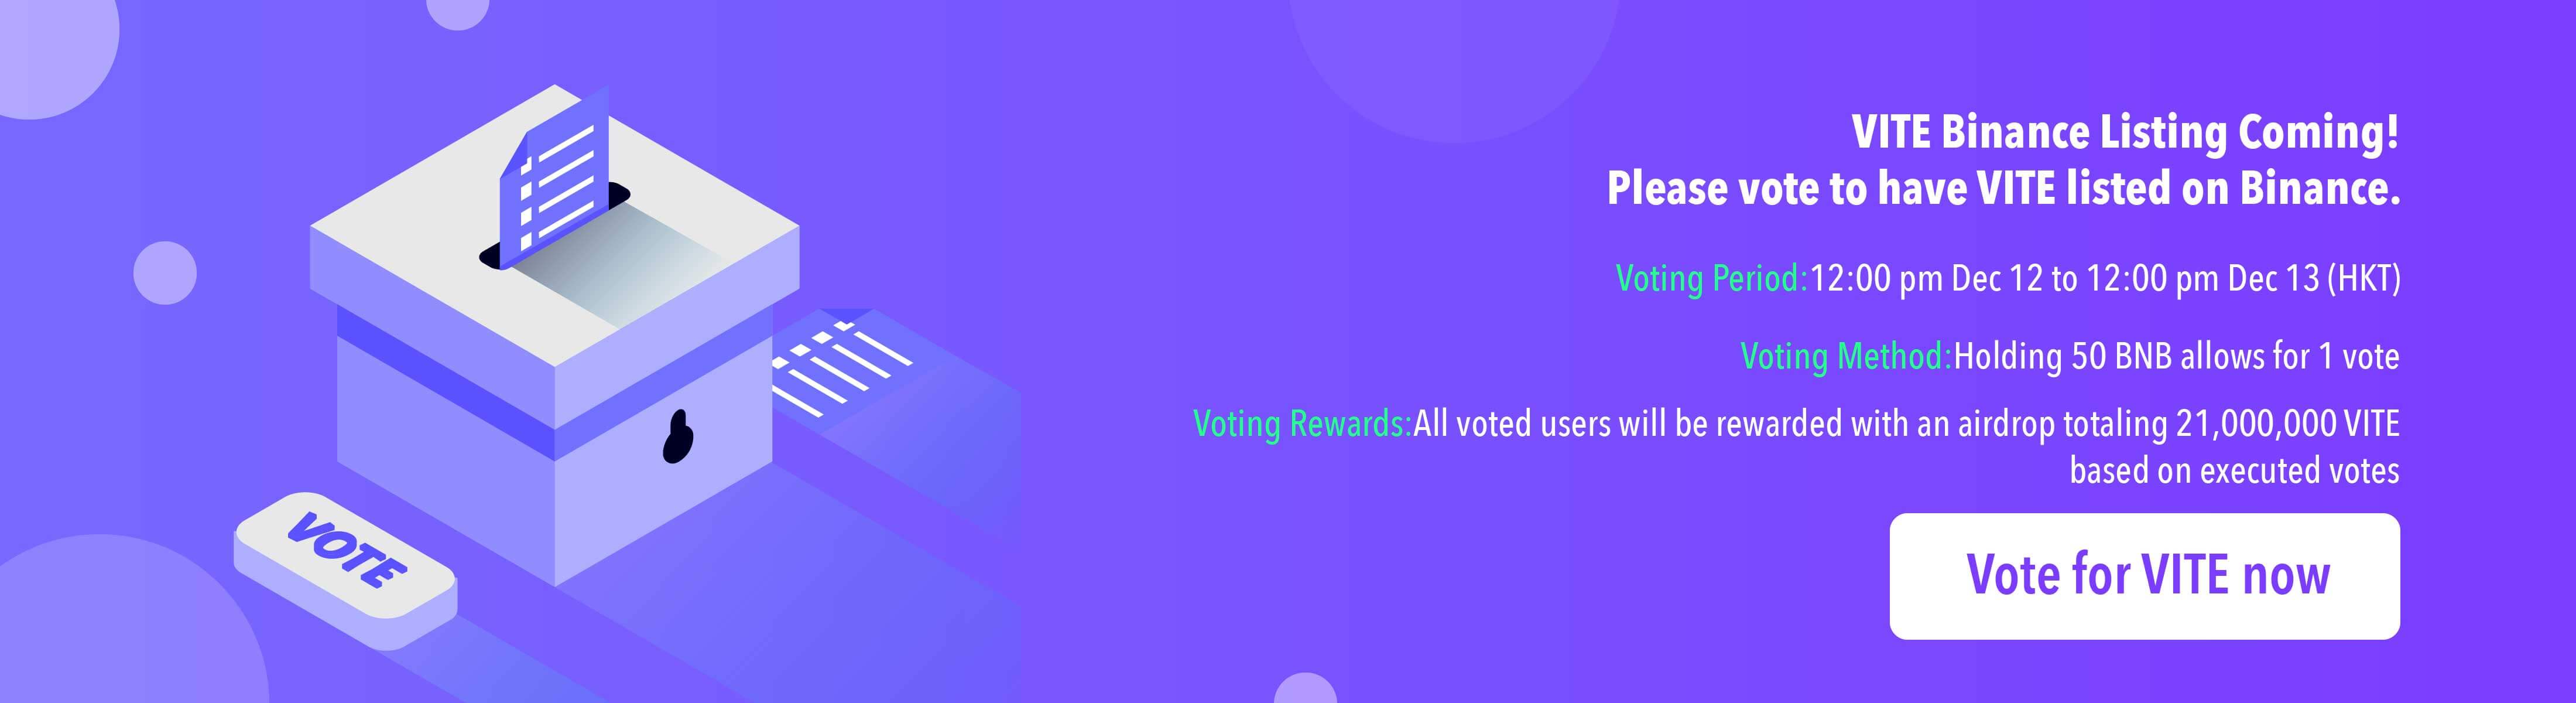 VITE Binance Listing Coming!
Please vote to have VITE listed on Binance.
Voting Period:12:00 pm Dec 12 to 12:00 pm Dec 13 (HKT)
Voting Method:Holding 50 BNB allows for 1 vote
Voting Rewards:All voted users will be rewarded with an airdrop totaling 21,000,000 VITE
based on executed votes
Vote for VITE now
VOTE